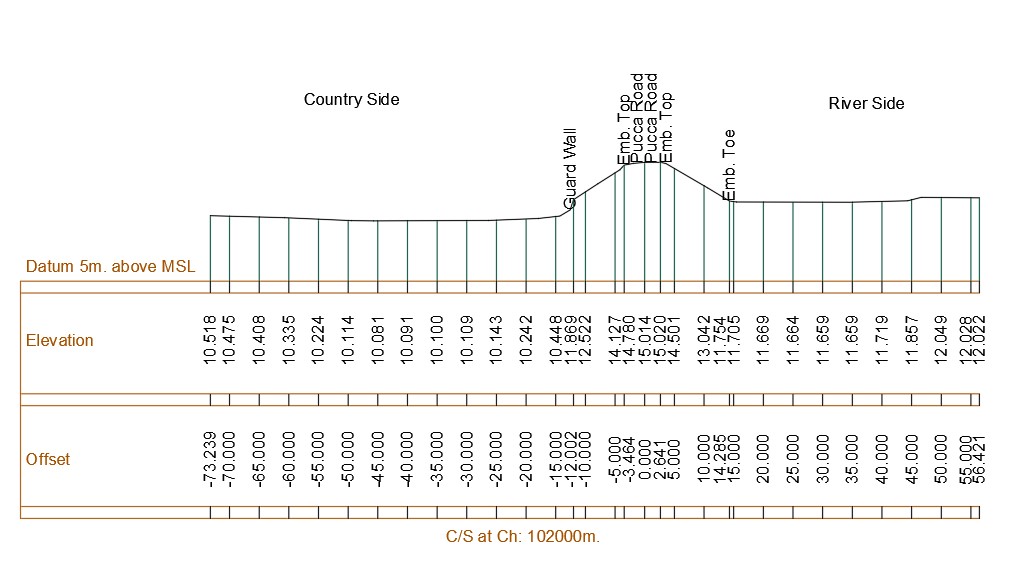 Country Side
River Side
Guard Wall
Emb. Top
Pucca Road
Pucca Road
Emb. Top
Emb. Toe
Datum 5m. above MSL
Elevation
10.518 10.475 10.408 10.335 10.224 10.114 10.081 10.091 10.100 10.109 10.143 10.242 10.448 11.869 12.522 14.127 14.780 15.014 15.020 14.501 13.042 11.754 11.705 11.669 11.664 11.659 11.659 11.719 11.857 12.049 12.028 12.022
Offset
-73.239 -70.000 -65.000 -60.000 -55.000 -50.000 -45.000 -40.000 -35.000 -30.000 -25.000 -20.000 -15.000 -12.002 -10.000 -5.000 -3.464 0.000 2.641 5.000 10.000 14.285 15.000 20.000 25.000 30.000 35.000 40.000 45.000 50.000 55.000 56.421
C/S at Ch: 102000m.